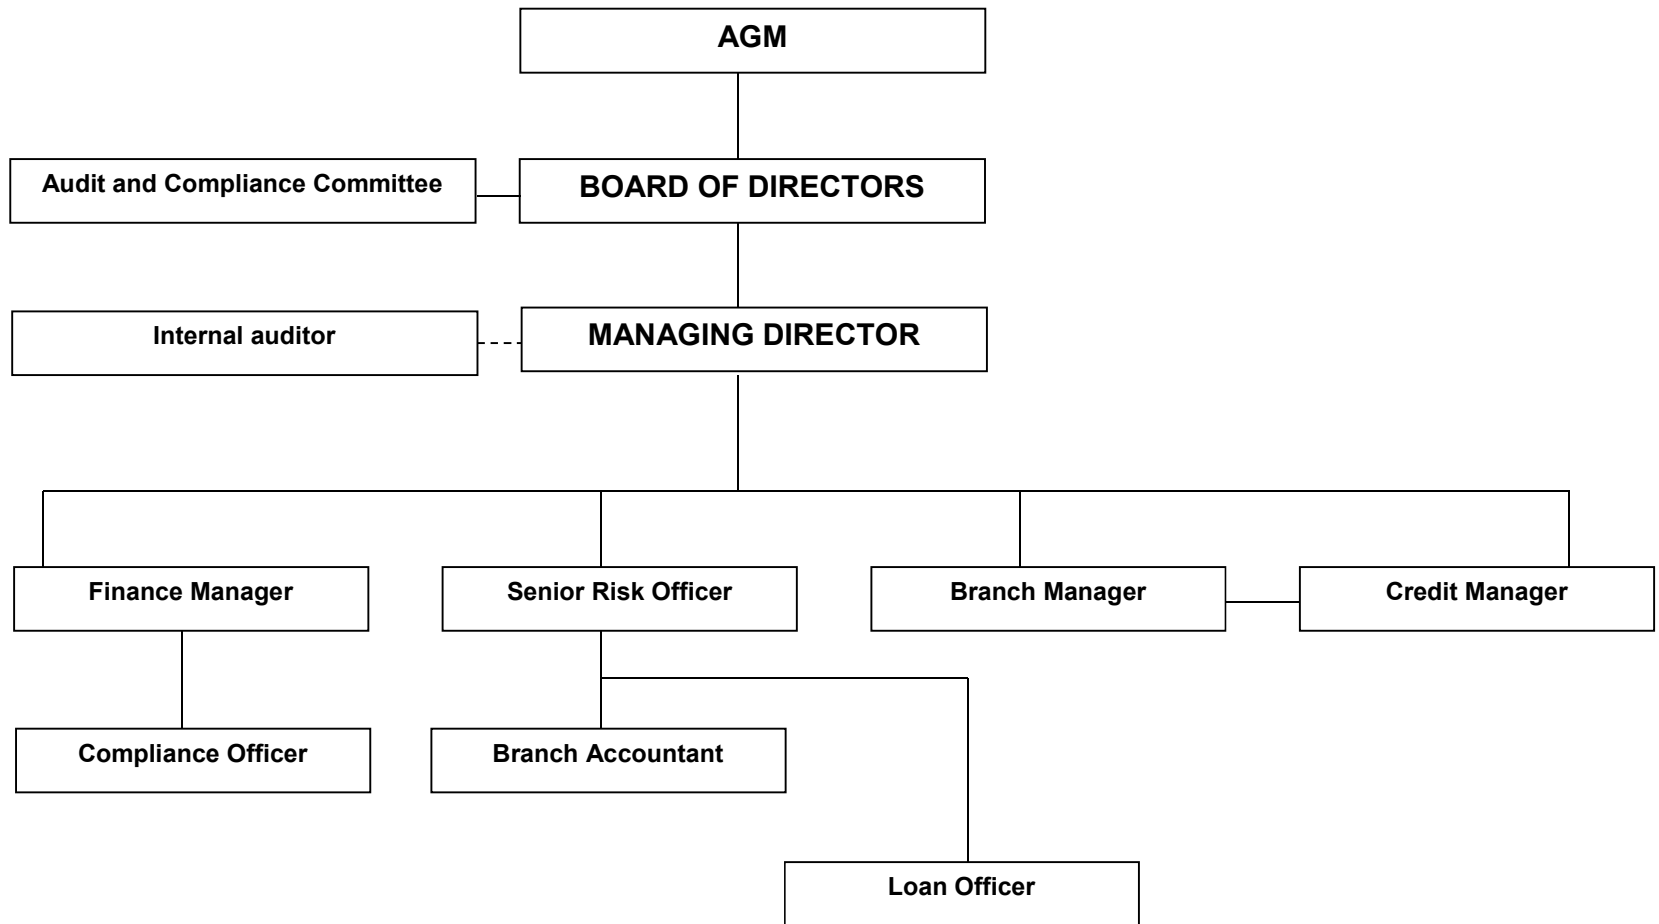 AGM
Audit and Compliance Committee
BOARD OF DIRECTORS
Internal auditor
MANAGING DIRECTOR
Finance Manager
Senior Risk Officer
Branch Manager
Credit Manager
Compliance Officer
Branch Accountant
Loan Officer